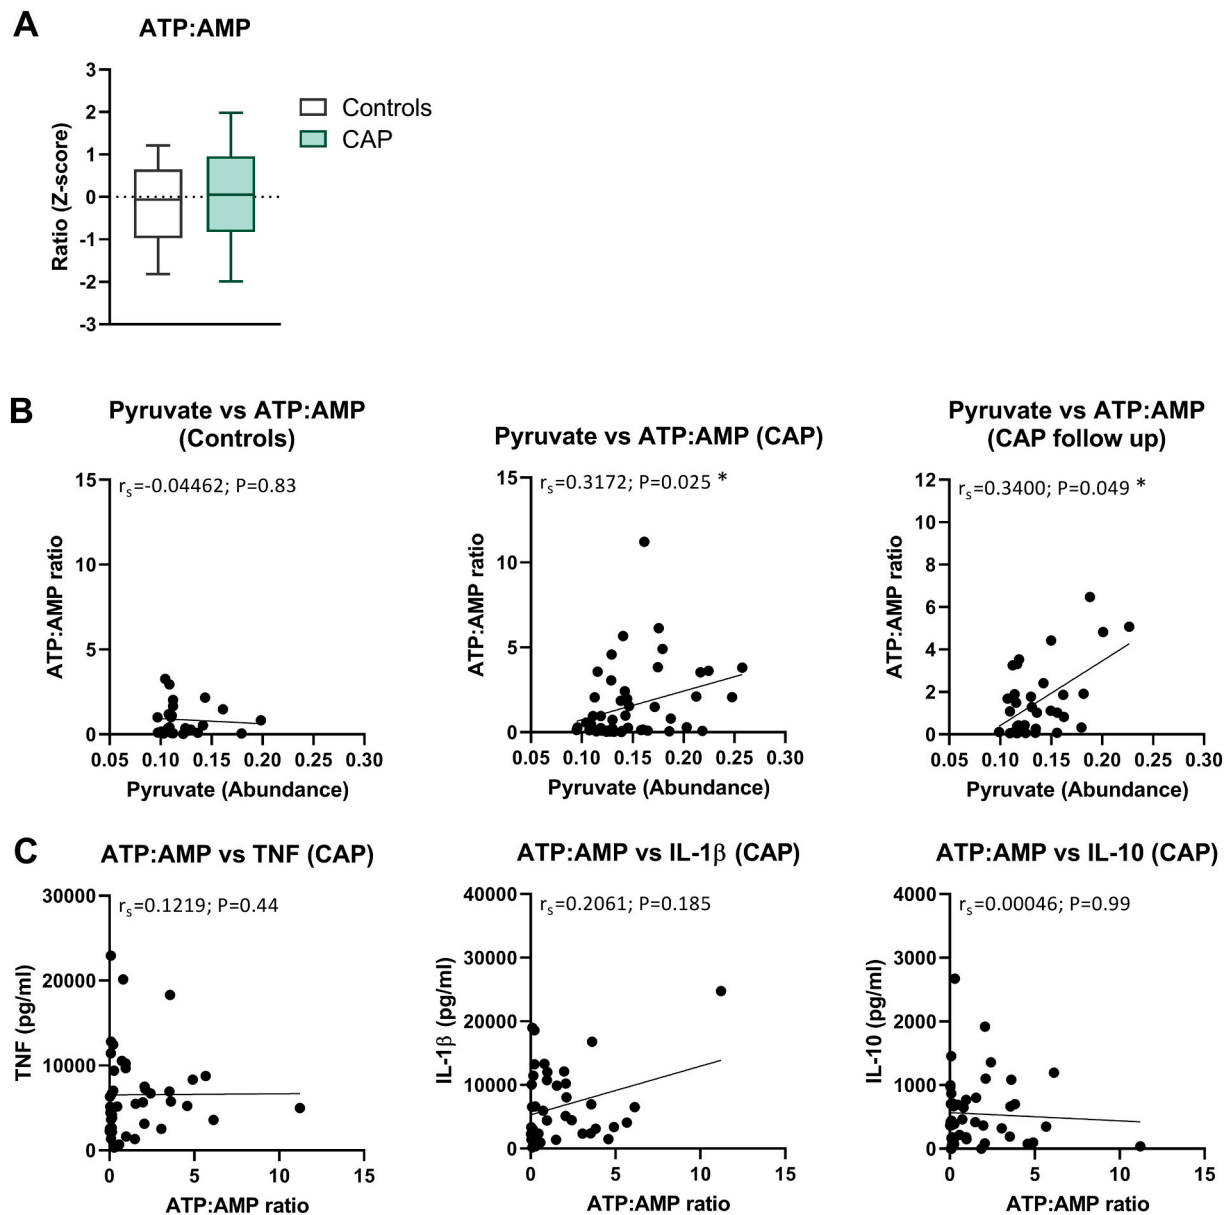 A
ATP:AMP
3
2
1
0
-1
-2
-3
Ratio (Z-score)
Controls
CAP
B
Pyruvate vs ATP:AMP
(Controls)
rs=-0.04462; P=0.83
15
10
5
0
ATP:AMP ratio
0.05 0.10 0.15 0.20 0.25 0.30
Pyruvate (Abundance)
Pyruvate vs ATP:AMP (CAP)
rs=0.3172; P=0.025 *
15
10
5
0
ATP:AMP ratio
0.05 0.10 0.15 0.20 0.25 0.30
Pyruvate (Abundance)
Pyruvate vs ATP:AMP
(CAP follow up)
rs=0.3400; P=0.049 *
12
10
8
6
4
2
0
ATP:AMP ratio
0.05 0.10 0.15 0.20 0.25 0.30
Pyruvate (Abundance)
C
ATP:AMP vs TNF (CAP)
rs=0.1219; P=0.44
30000
20000
10000
0
TNF (pg/ml)
0 5 10 15
ATP:AMP ratio
ATP:AMP vs IL-1β (CAP)
rs=0.2061; P=0.185
40000
30000
20000
10000
0
IL-1β (pg/ml)
0 5 10 15
ATP:AMP ratio
ATP:AMP vs IL-10 (CAP)
rs=0.00046; P=0.99
4000
3000
2000
1000
0
IL-10 (pg/ml)
0 5 10 15
ATP:AMP ratio